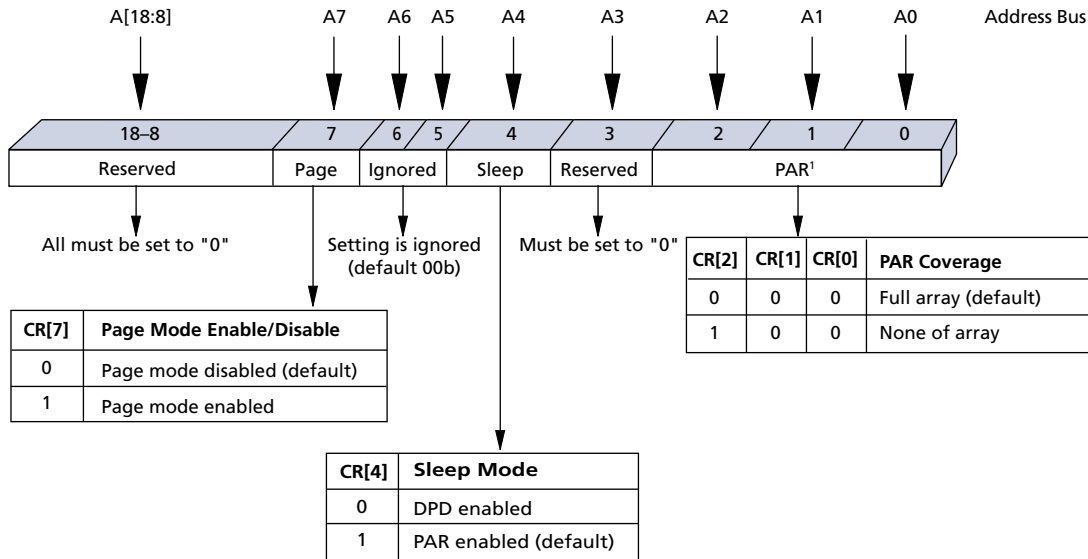 A[18:8] A7 A6 A5 A4 A3 A2 A1 A0 Address Bus
18–8 7 6 5 4 3 2 1 0
Reserved Page Ignored Sleep Reserved PAR¹
All must be set to "0"
Setting is ignored
(default 00b)
Must be set to "0"
CR[2] CR[1] CR[0] PAR Coverage
0 0 0 Full array (default)
1 0 0 None of array
CR[7] Page Mode Enable/Disable
0 Page mode disabled (default)
1 Page mode enabled
CR[4] Sleep Mode
0 DPD enabled
1 PAR enabled (default)